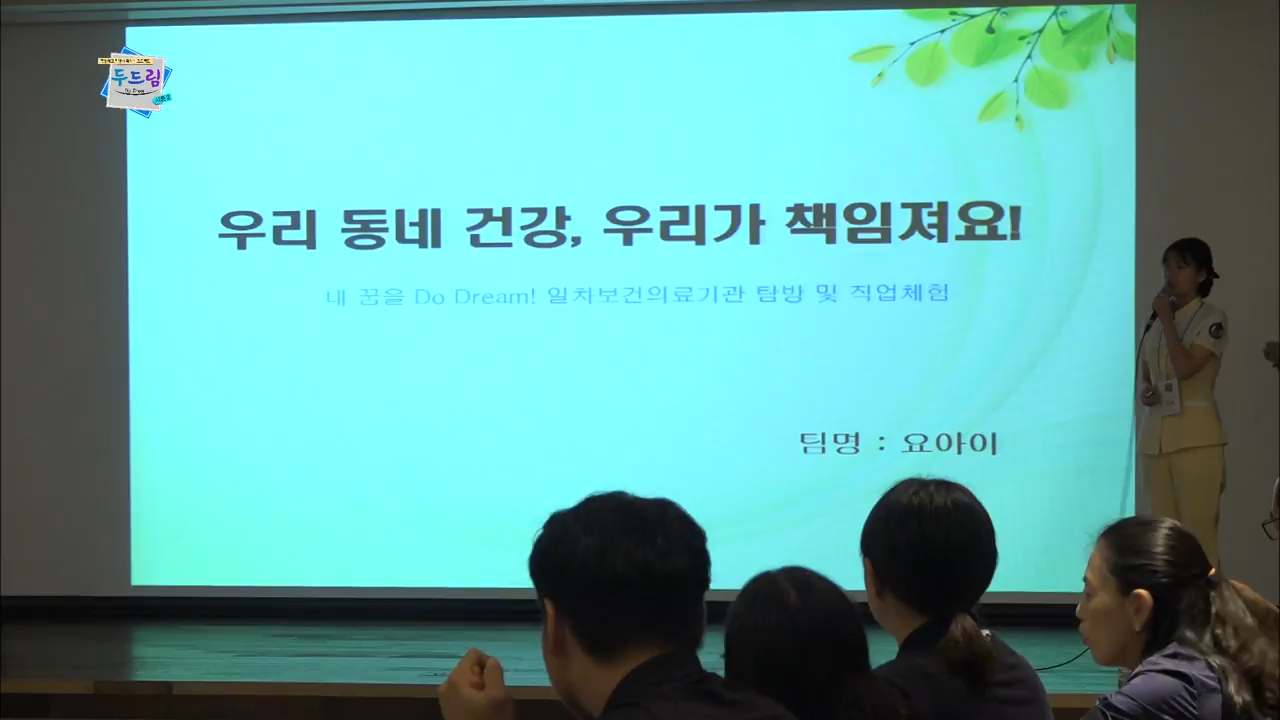 두드림
Do Dream
우리 동네 건강, 우리가 책임져요!
내 꿈을 Do Dream! 일차보건의료기관 탐방 및 직업체험
팀명 : 요아이